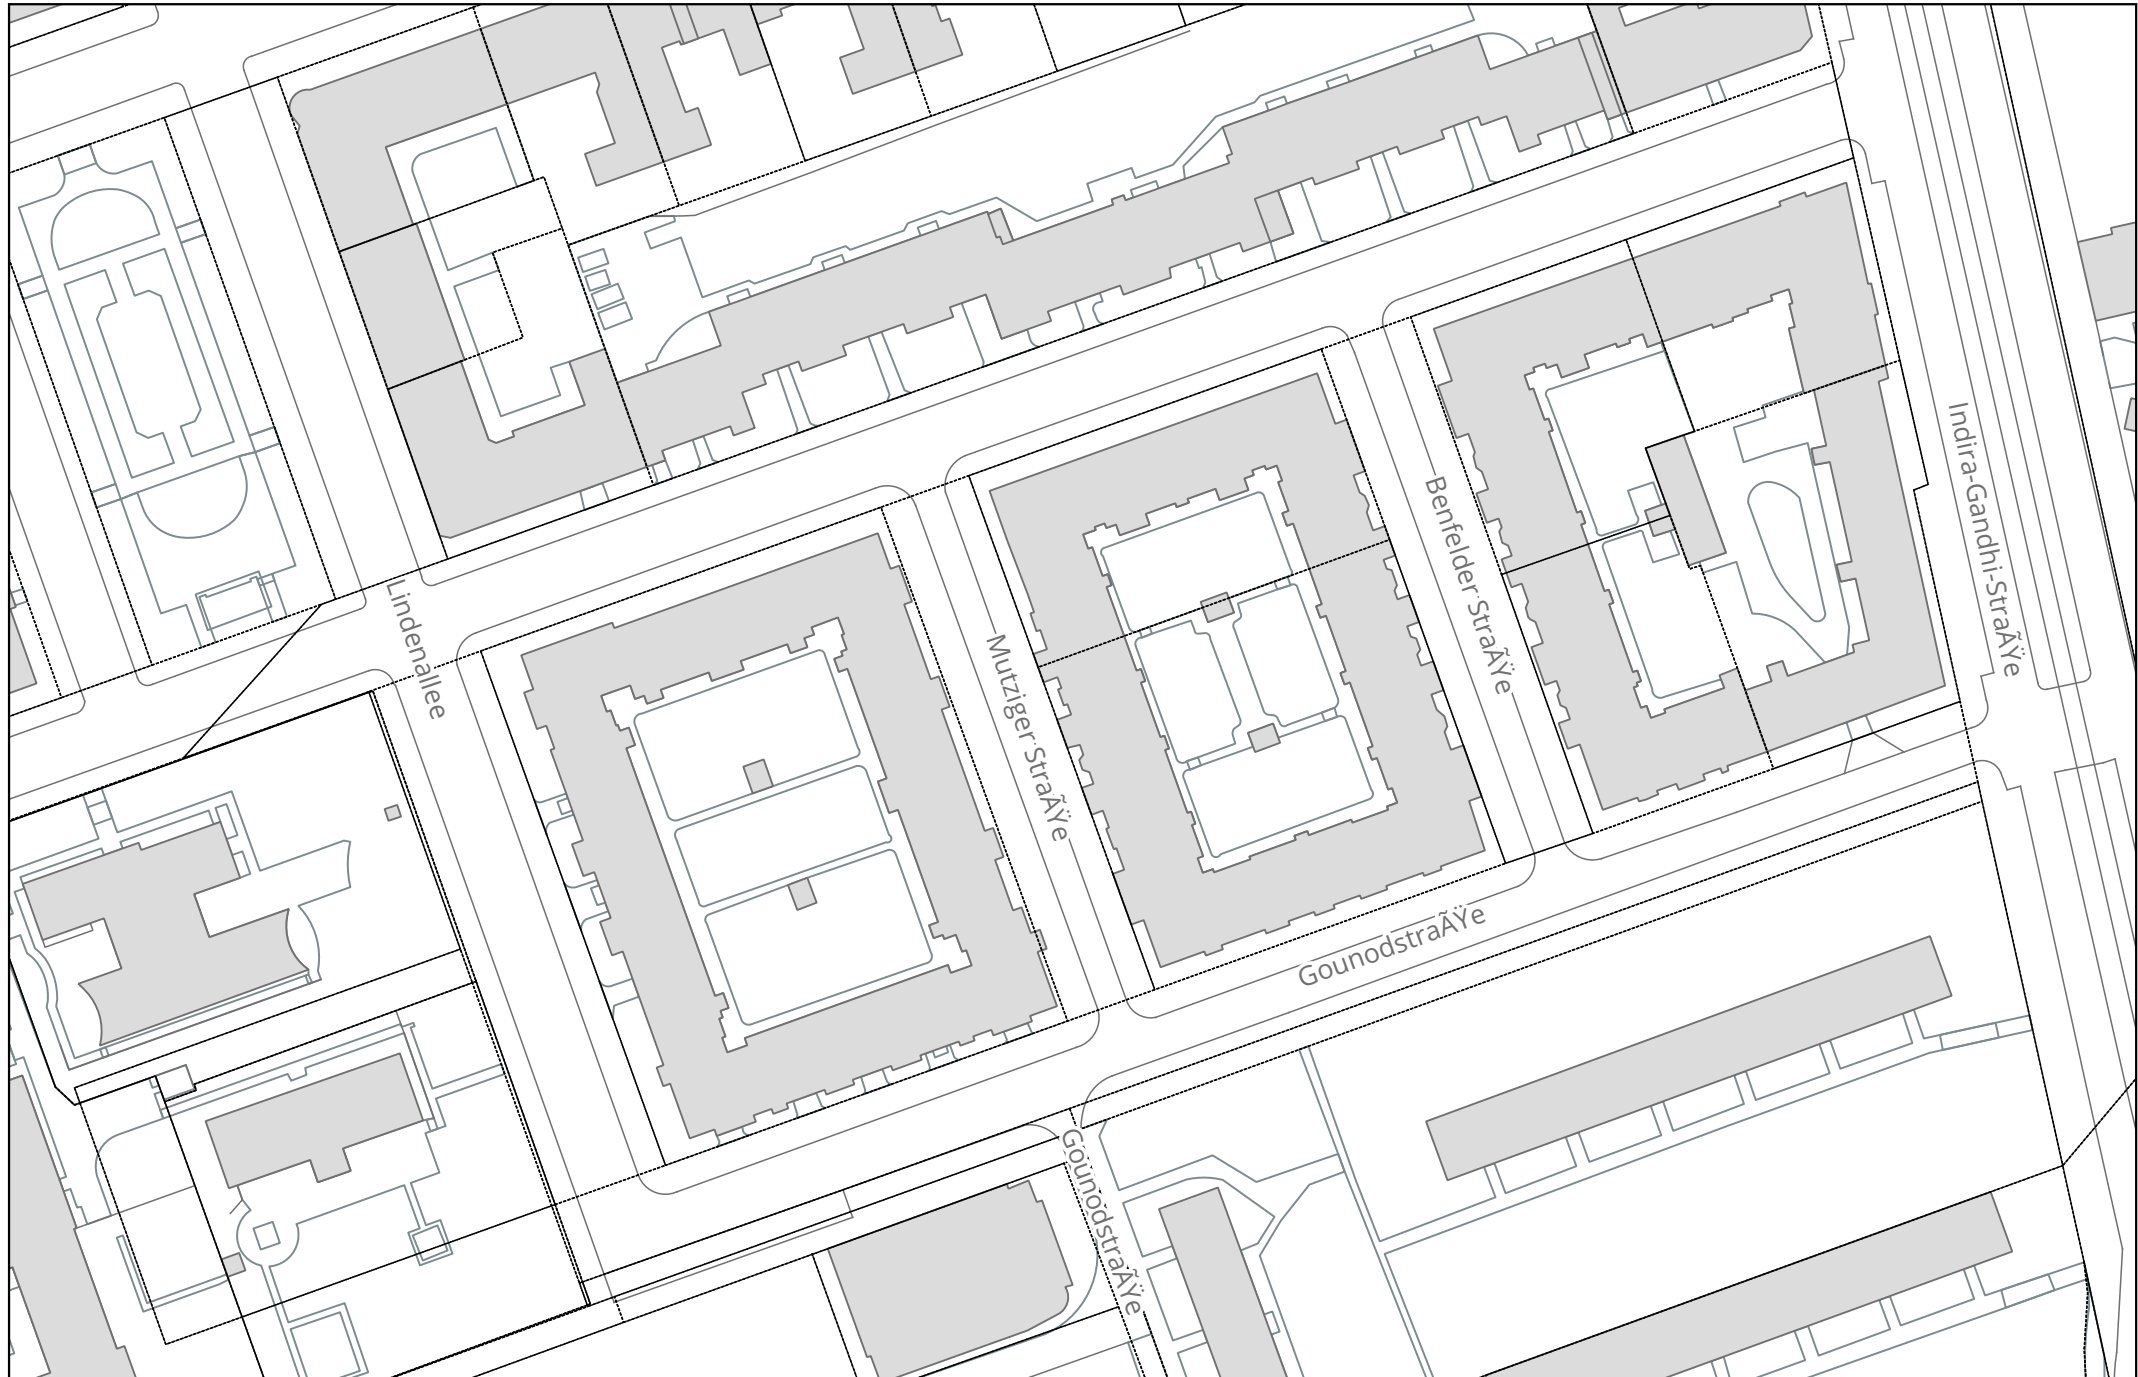 Indira-Gandhi-StraÃŸe
Benfelder StraÃŸe
Lindenallee
Mutziger StraÃŸe
GounodstraÃŸe
GounodstraÃŸe